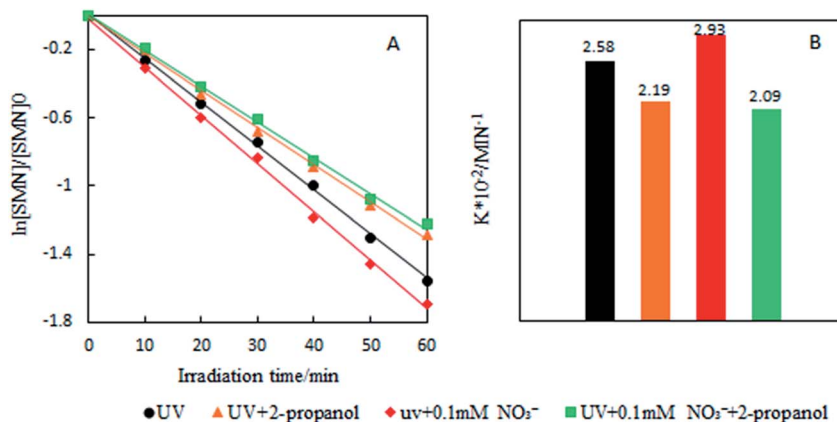 A
-0.2
-0.6
-1
-1.4
-1.8
0
10
20
30
40
50
60
ln[SMN]/[SMN]0
Irradiation time/min
B
2.58
2.19
2.93
2.09
K*10⁻²/MIN⁻¹
UV
UV+2-propanol
uv+0.1mM NO₃⁻
UV+0.1mM NO₃⁻+2-propanol